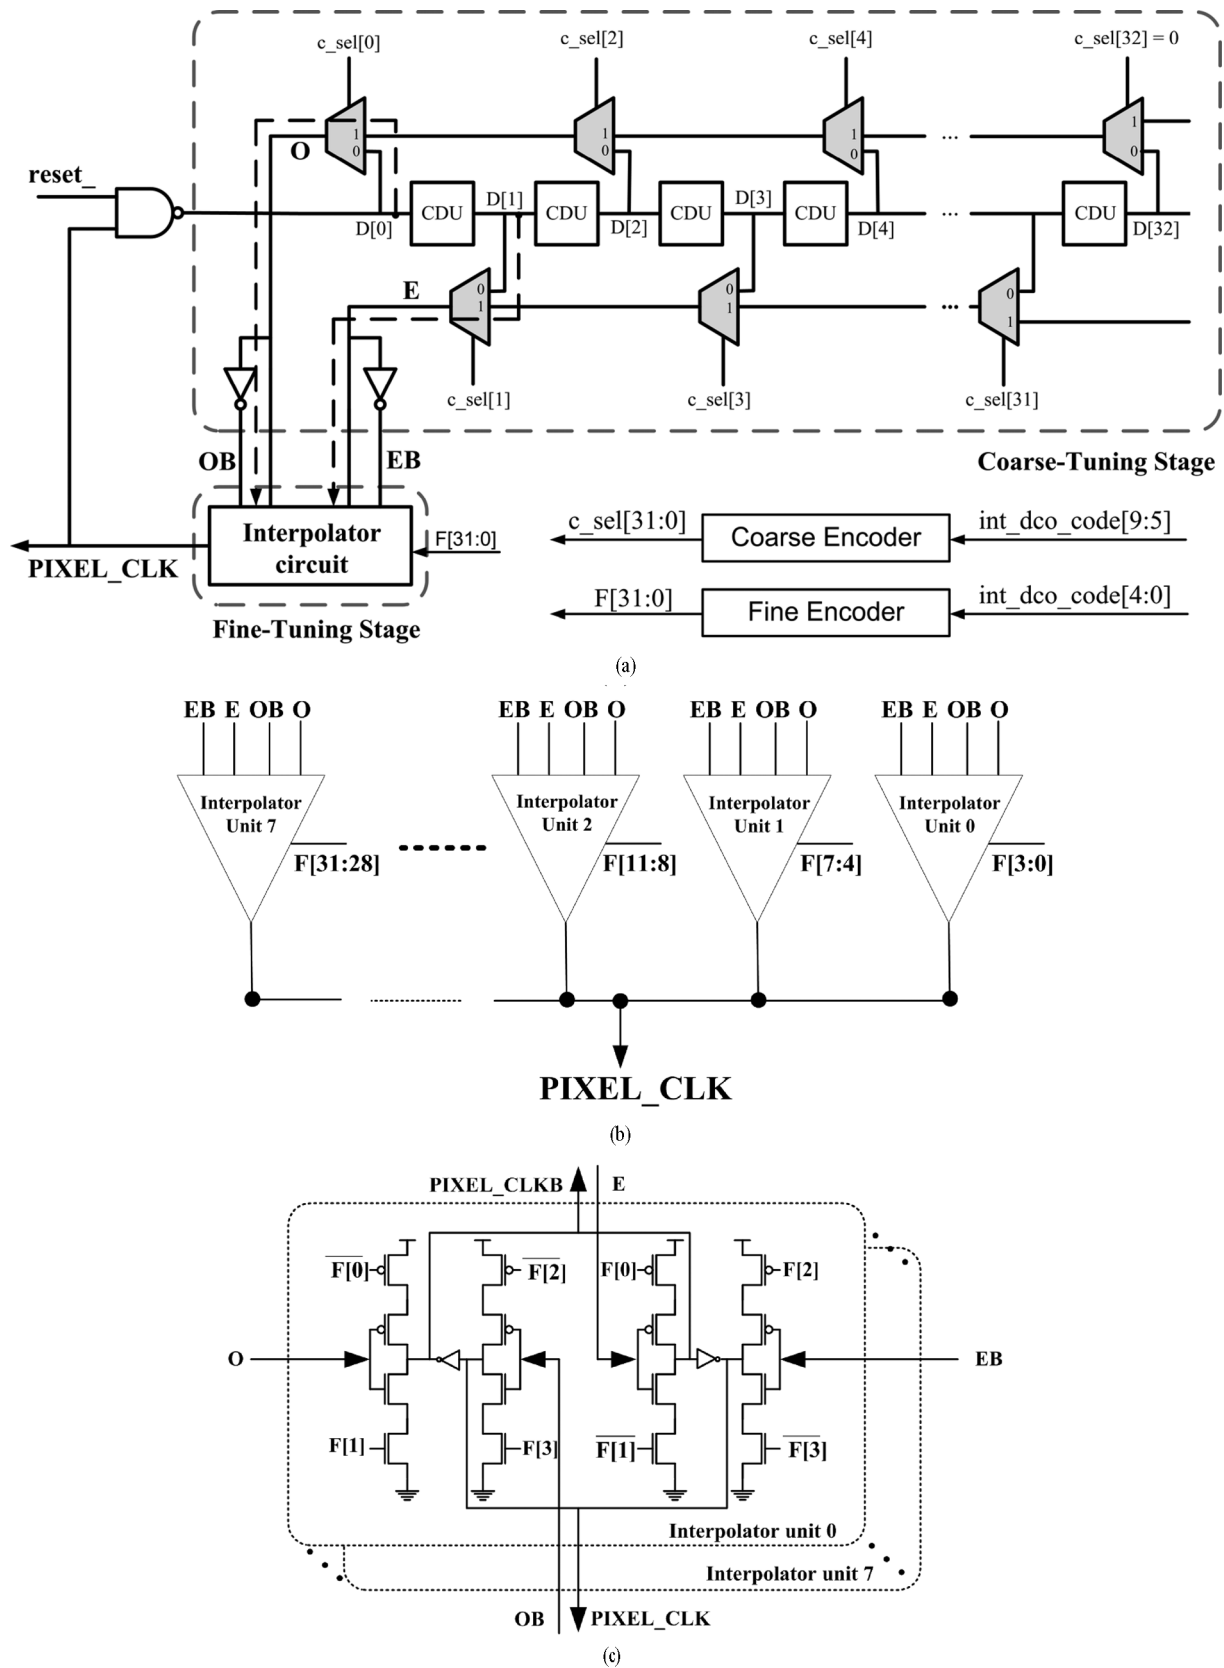 c_sel[0]
c_sel[2]
c_sel[4]
c_sel[32] = 0
1
0
1
0
1
0
1
0
...
O
reset_
D[0]
CDU
D[1]
CDU
D[2]
CDU
D[3]
CDU
D[4]
...
CDU
D[32]
E
0
1
0
1
...
0
1
c_sel[1]
c_sel[3]
c_sel[31]
OB
EB
Coarse-Tuning Stage
Interpolator
circuit
F[31:0]
PIXEL_CLK
Fine-Tuning Stage
c_sel[31:0]
Coarse Encoder
int_dco_code[9:5]
F[31:0]
Fine Encoder
int_dco_code[4:0]
(a)
EB E OB O
EB E OB O
EB E OB O
EB E OB O
Interpolator
Unit 7
Interpolator
Unit 2
Interpolator
Unit 1
Interpolator
Unit 0
F[31:28]
F[11:8]
F[7:4]
F[3:0]
PIXEL_CLK
(b)
PIXEL_CLKB
E
F[0]
F[2]
F[0]
F[2]
O
EB
F[1]
F[3]
F[1]
F[3]
Interpolator unit 0
Interpolator unit 7
OB
PIXEL_CLK
(c)